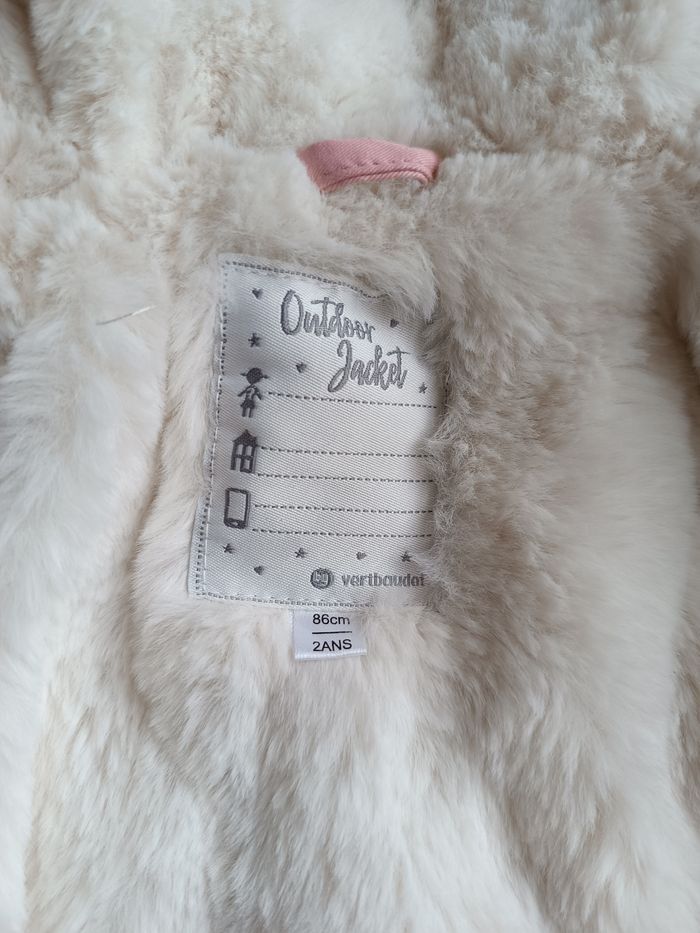 Outdoor
Jacket
vertbaudet
86cm
2ANS